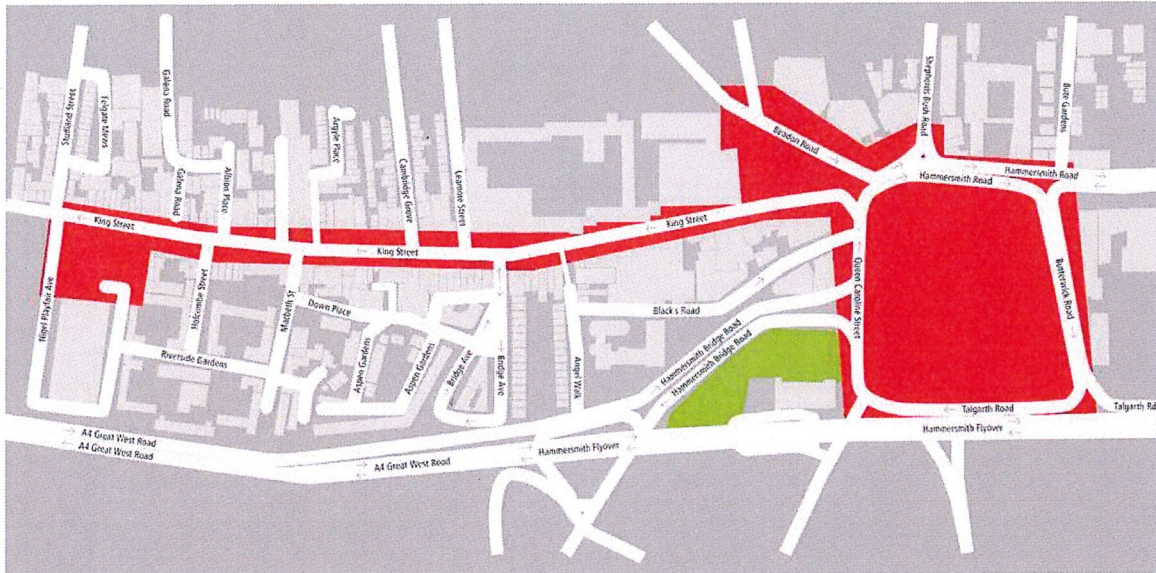 Studland Street
Felgate Mews
Galena Road
Galena Road
Albion Place
Argyle Place
Cambridge Grove
Leamore Street
Beadon Road
Shepherds Bush Road
Bute Gardens
Hammersmith Road
Hammersmith Road
King Street
King Street
King Street
Nigel Playfair Ave
Holcombe Street
Macbeth St
Down Place
Riverside Gardens
Aspen Gardens
Aspen Gardens
Bridge Ave
Bridge Ave
Angel Walk
Black's Road
Hammersmith Bridge Road
Hammersmith Bridge Road
Queen Caroline Street
Butterwick Road
Talgarth Road
Talgarth Rd
A4 Great West Road
A4 Great West Road
A4 Great West Road
Hammersmith Flyover
Hammersmith Flyover